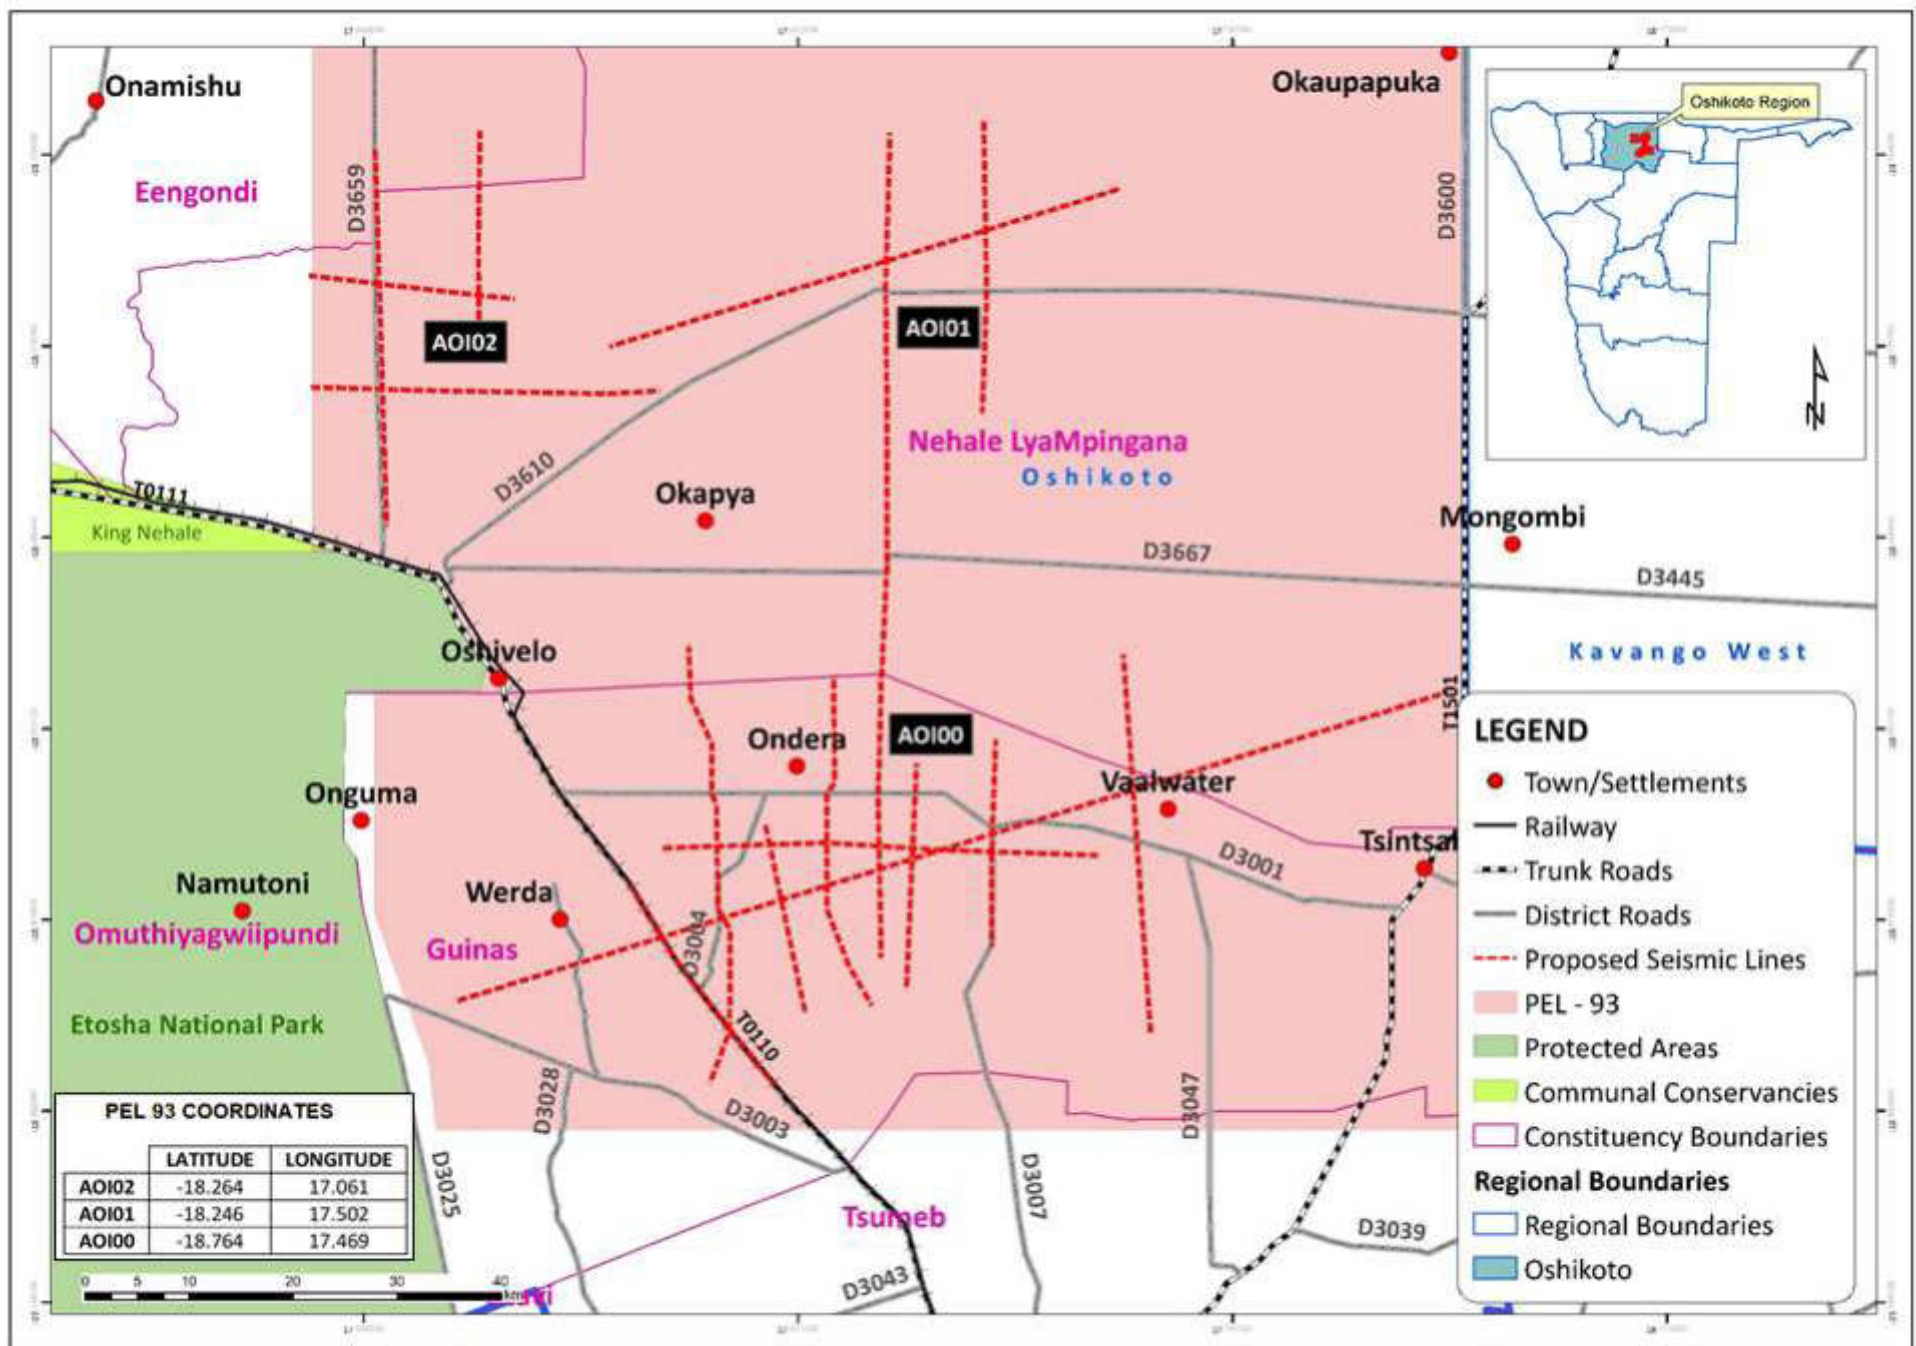 Onamishu
Okaupapuka
Oshikoto Region
Eengondi
D3659
D3600
AOI02
AOI01
N
Nehale LyaMpingana
Oshikoto
D3610
Okapya
T0111
King Nehale
Mongombi
D3667
D3445
Oshivelo
Kavango West
T1501
Ondera
AOI00
Onguma
Vaalwater
Tsintsa
D3001
Namutoni
Omuthiyagwiipundi
Werda
Guinas
D3004
Etosha National Park
T0110
D3028
D3003
D3047
D3025
D3007
Tsumeb
D3039
D3043
PEL 93 COORDINATES
LATITUDE LONGITUDE
AOI02 -18.264 17.061
AOI01 -18.246 17.502
AOI00 -18.764 17.469
0 5 10 20 30 40
km
LEGEND
Town/Settlements
Railway
Trunk Roads
District Roads
Proposed Seismic Lines
PEL - 93
Protected Areas
Communal Conservancies
Constituency Boundaries
Regional Boundaries
Regional Boundaries
Oshikoto